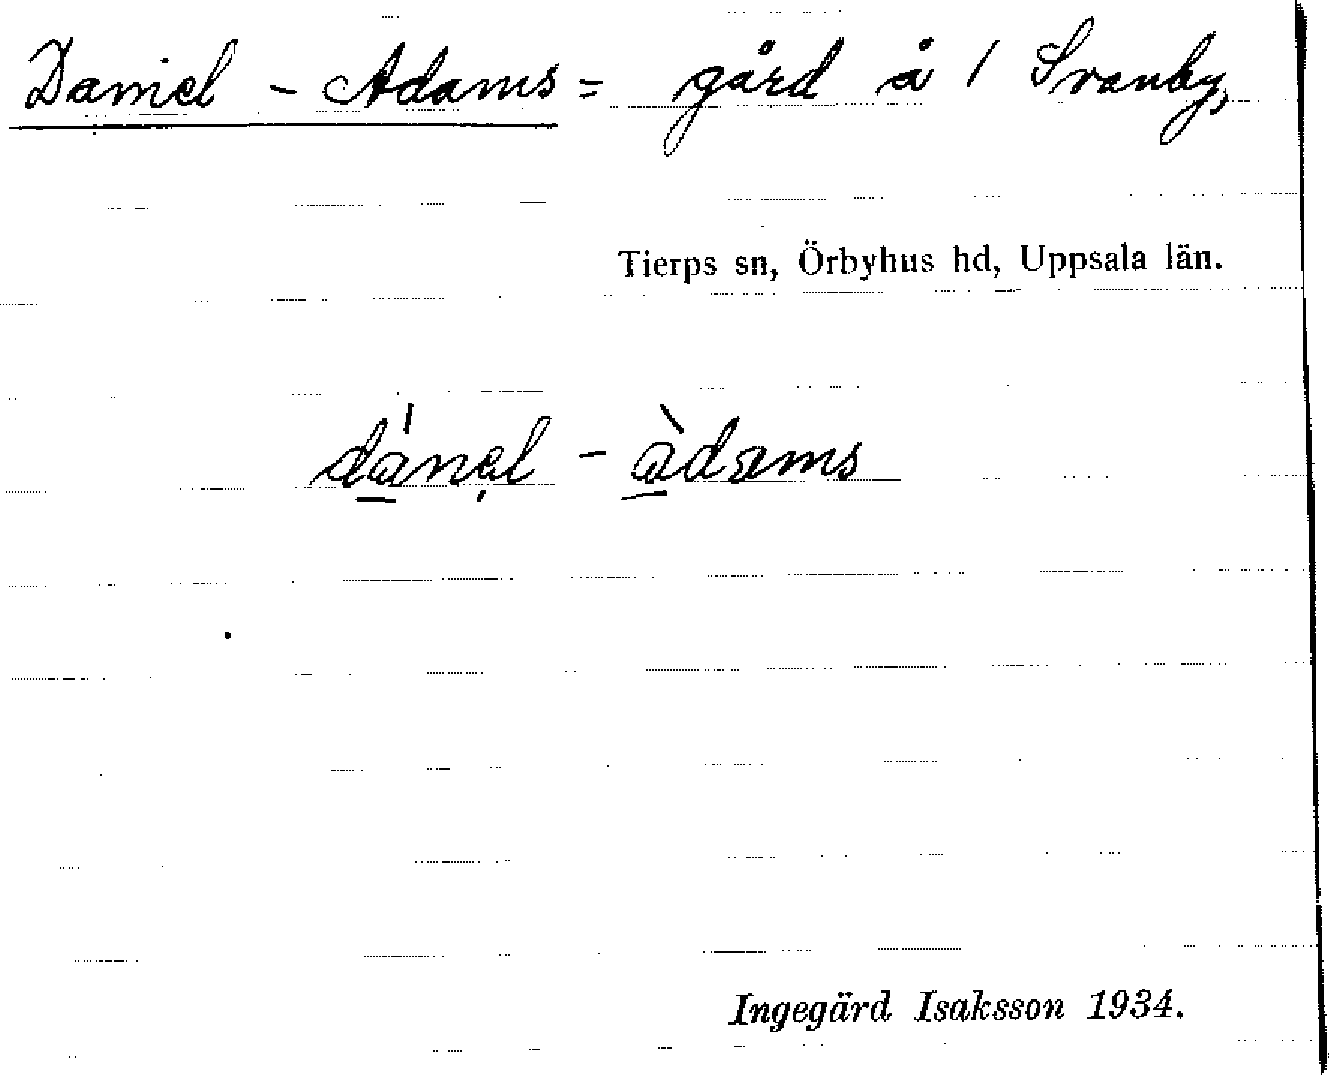 Daniel - Adams = gård å 1 Svanby,
Tierps sn, Örbyhus hd, Uppsala län.
dánel - àdams
Ingegärd Isaksson 1934.